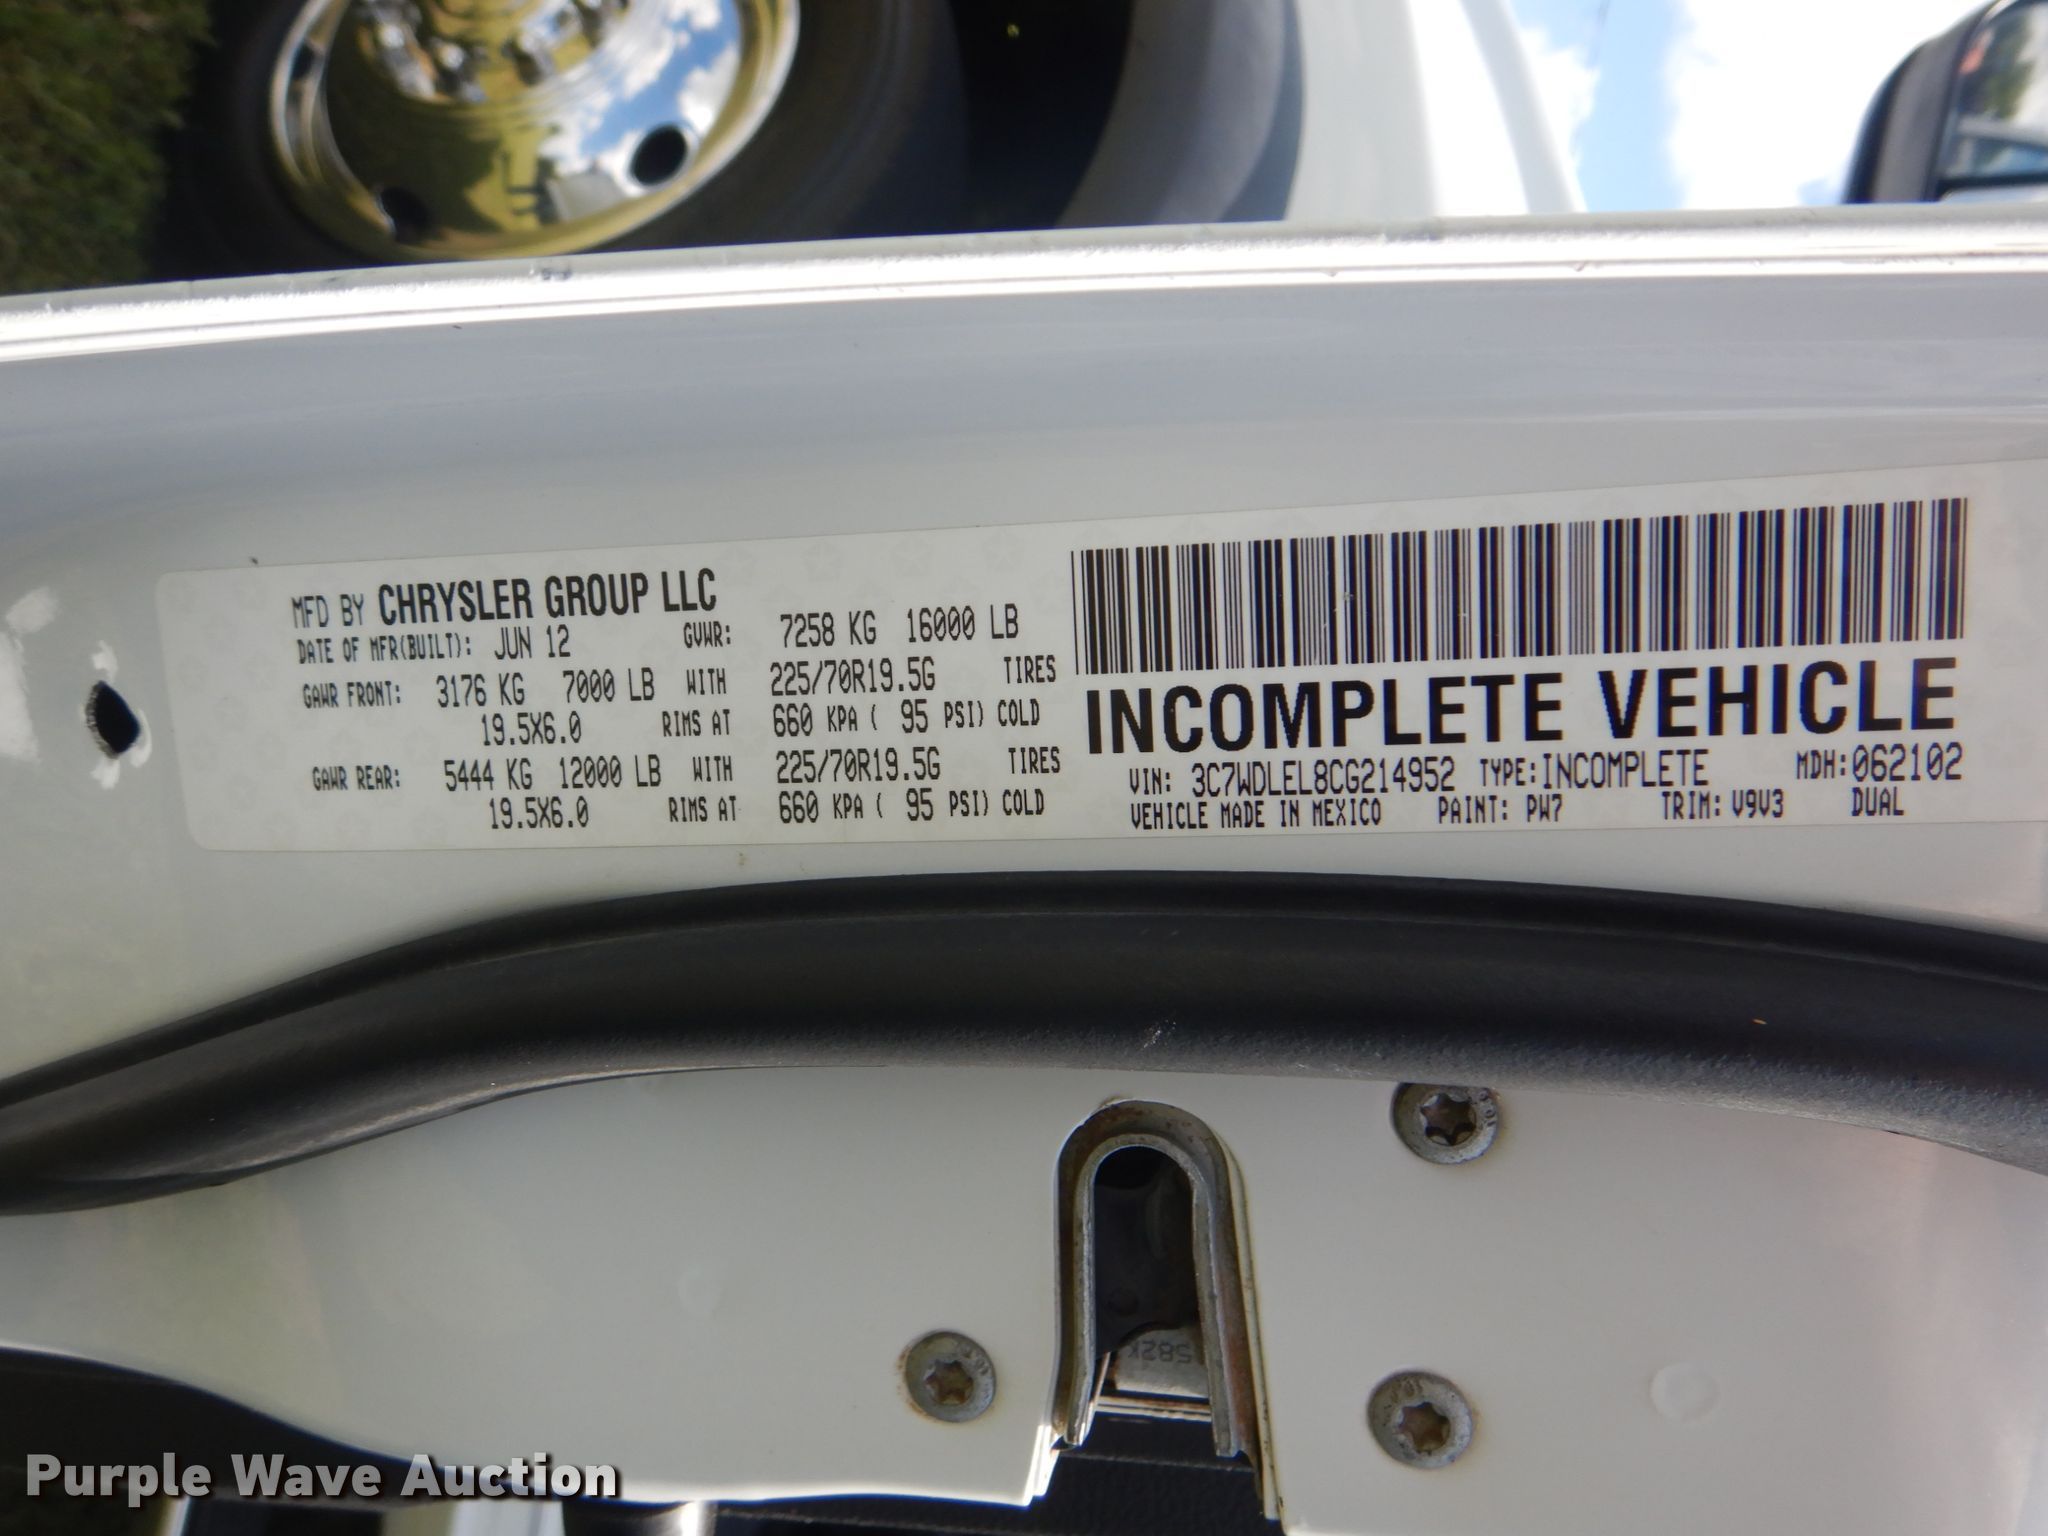 MFD BY CHRYSLER GROUP LLC
DATE OF MFR(BUILT): JUN 12 GVWR: 7258 KG 16000 LB
GAWR FRONT: 3176 KG 7000 LB WITH 225/70R19.5G TIRES
19.5X6.0 RIMS AT 660 KPA ( 95 PSI) COLD
GAWR REAR: 5444 KG 12000 LB WITH 225/70R19.5G TIRES
19.5X6.0 RIMS AT 660 KPA ( 95 PSI) COLD
INCOMPLETE VEHICLE
VIN: 3C7WDLEL8CG214952 TYPE:INCOMPLETE MDH:062102
VEHICLE MADE IN MEXICO PAINT: PW7 TRIM: V9V3 DUAL
582K
Purple Wave Auction